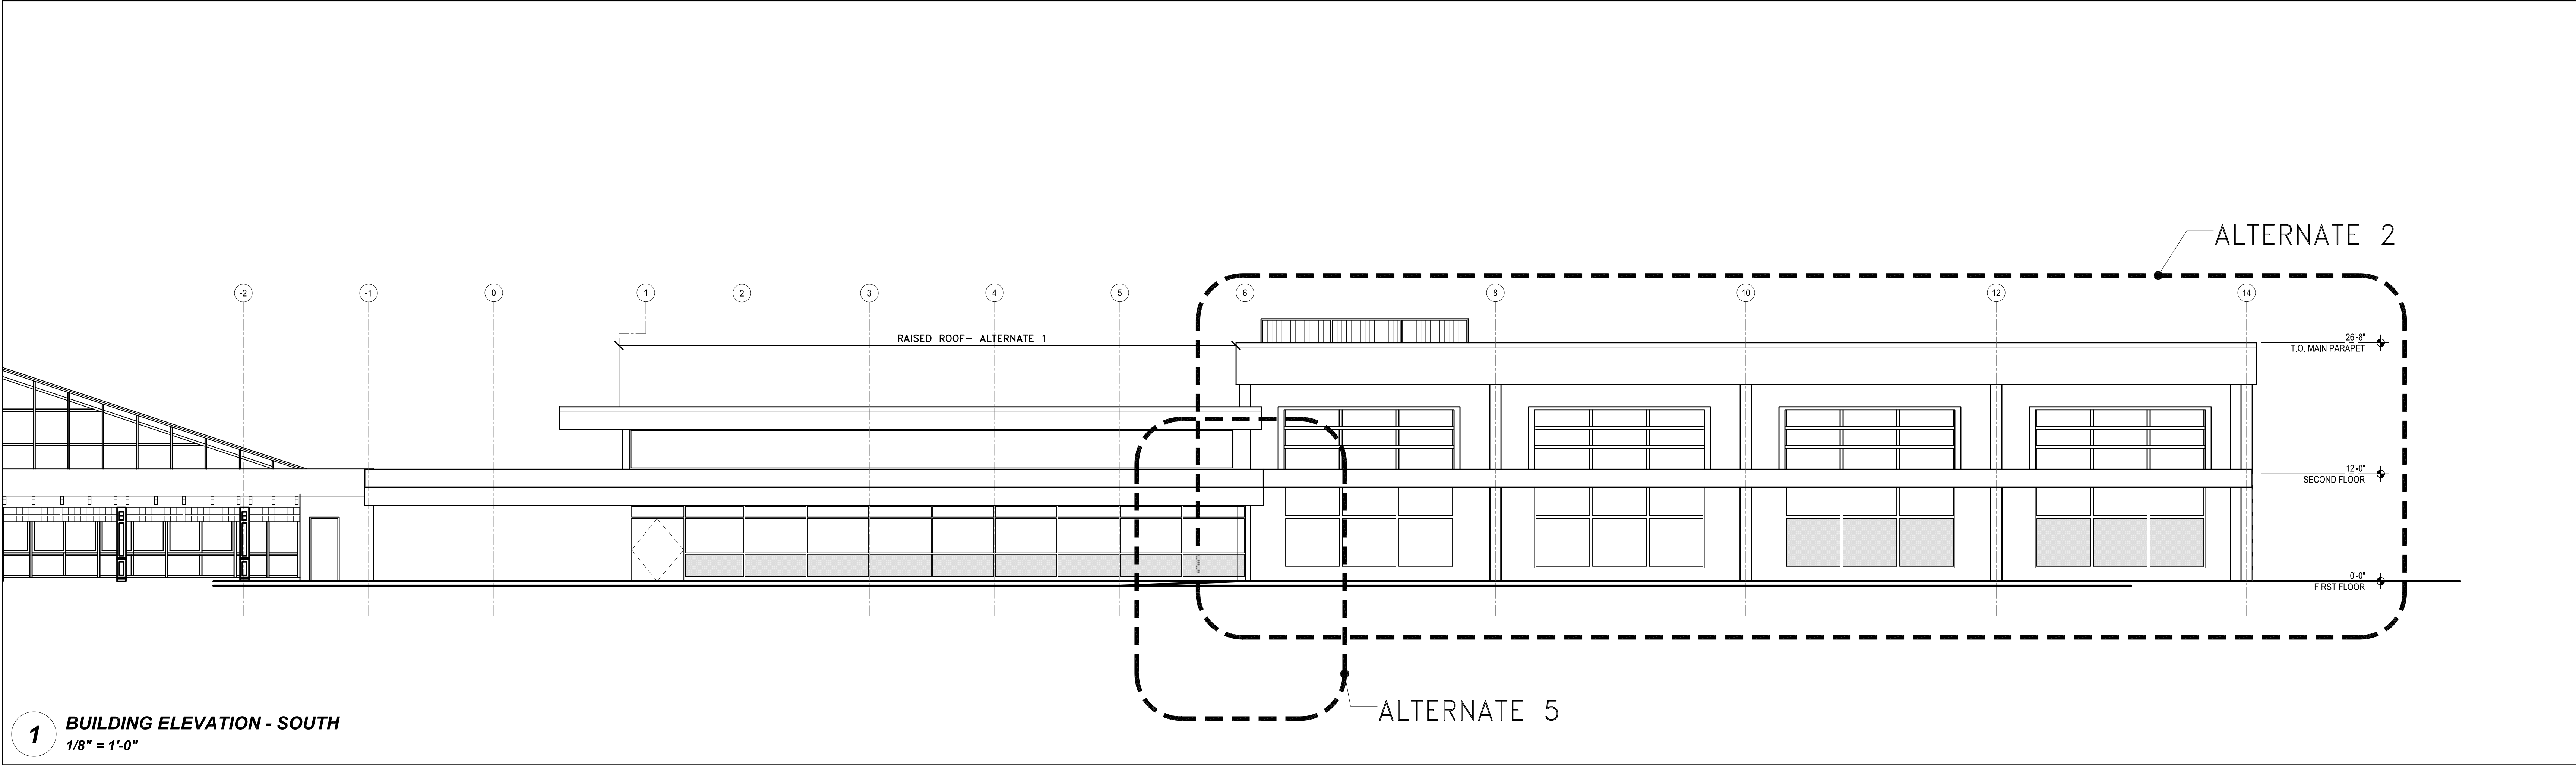 ALTERNATE 2
-2
-1
0
1
2
3
4
5
6
8
10
12
14
RAISED ROOF- ALTERNATE 1
26'-8"
T.O. MAIN PARAPET
12'-0"
SECOND FLOOR
0'-0"
FIRST FLOOR
ALTERNATE 5
1
BUILDING ELEVATION - SOUTH
1/8" = 1'-0"